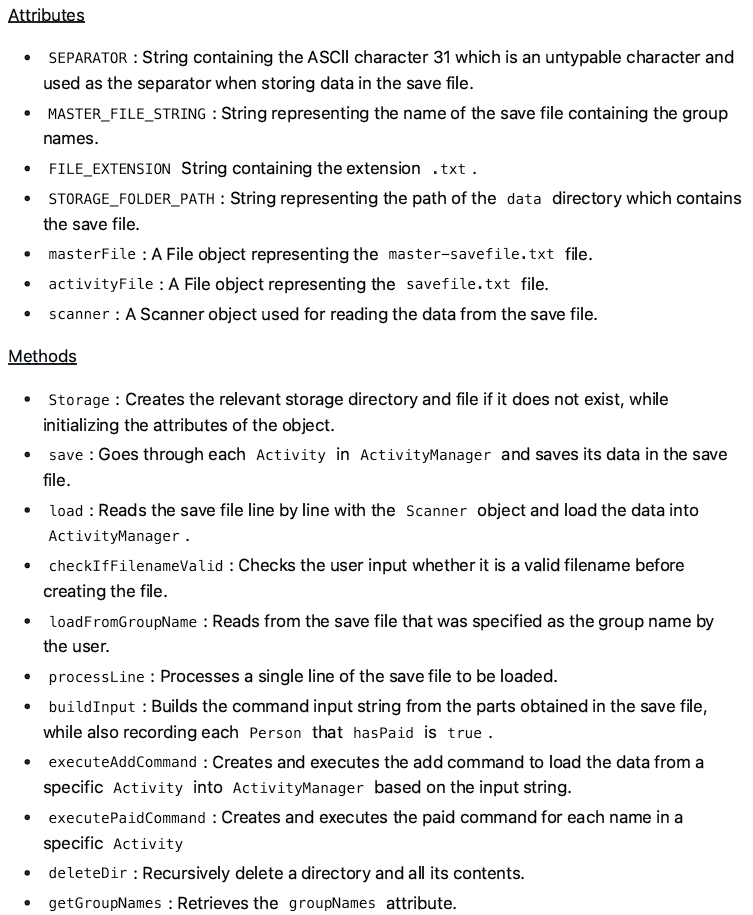 Attributes
• SEPARATOR : String containing the ASCll character 31 which is an untypable character and
used as the separator when storing data in the save file.
• MASTER_FILE_STRING : String representing the name of the save file containing the group
names.
• FILE_EXTENSION String containing the extension .txt .
• STORAGE_FOLDER_PATH : String representing the path of the data directory which contains
the save file.
• masterFile : A File object representing the master-savefile.txt file.
• activityFile : A File object representing the savefile.txt file.
• scanner : A Scanner object used for reading the data from the save file.
Methods
• Storage : Creates the relevant storage directory and file if it does not exist, while
initializing the attributes of the object.
• save : Goes through each Activity in ActivityManager and saves its data in the save
file.
• load : Reads the save file line by line with the Scanner object and load the data into
ActivityManager .
• checkIfFilenameValid : Checks the user input whether it is a valid filename before
creating the file.
• loadFromGroupName : Reads from the save file that was specified as the group name by
the user.
• processLine : Processes a single line of the save file to be loaded.
• buildInput : Builds the command input string from the parts obtained in the save file,
while also recording each Person that hasPaid is true .
• executeAddCommand : Creates and executes the add command to load the data from a
specific Activity into ActivityManager based on the input string.
• executePaidCommand : Creates and executes the paid command for each name in a
specific Activity
• deleteDir : Recursively delete a directory and all its contents.
• getGroupNames : Retrieves the groupNames attribute.